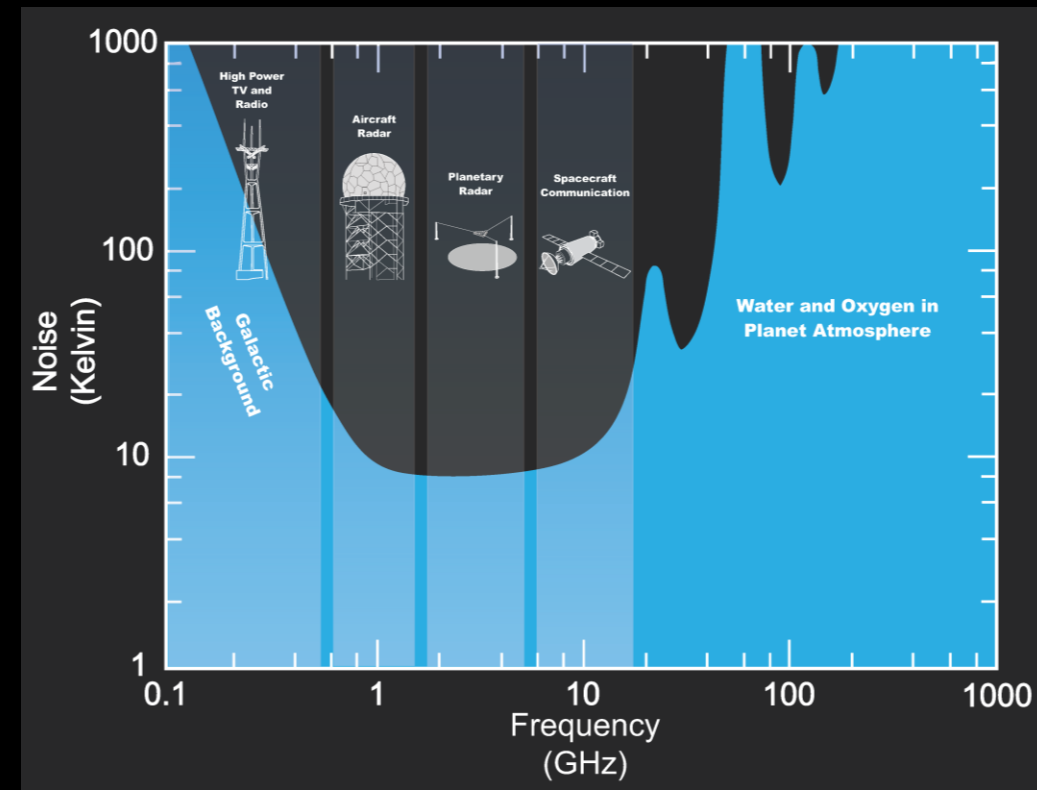 1000
100
10
1
Noise
(Kelvin)
High Power
TV and
Radio
Aircraft
Radar
Planetary
Radar
Spacecraft
Communication
Galactic
Background
Water and Oxygen in
Planet Atmosphere
0.1
1
10
100
1000
Frequency
(GHz)